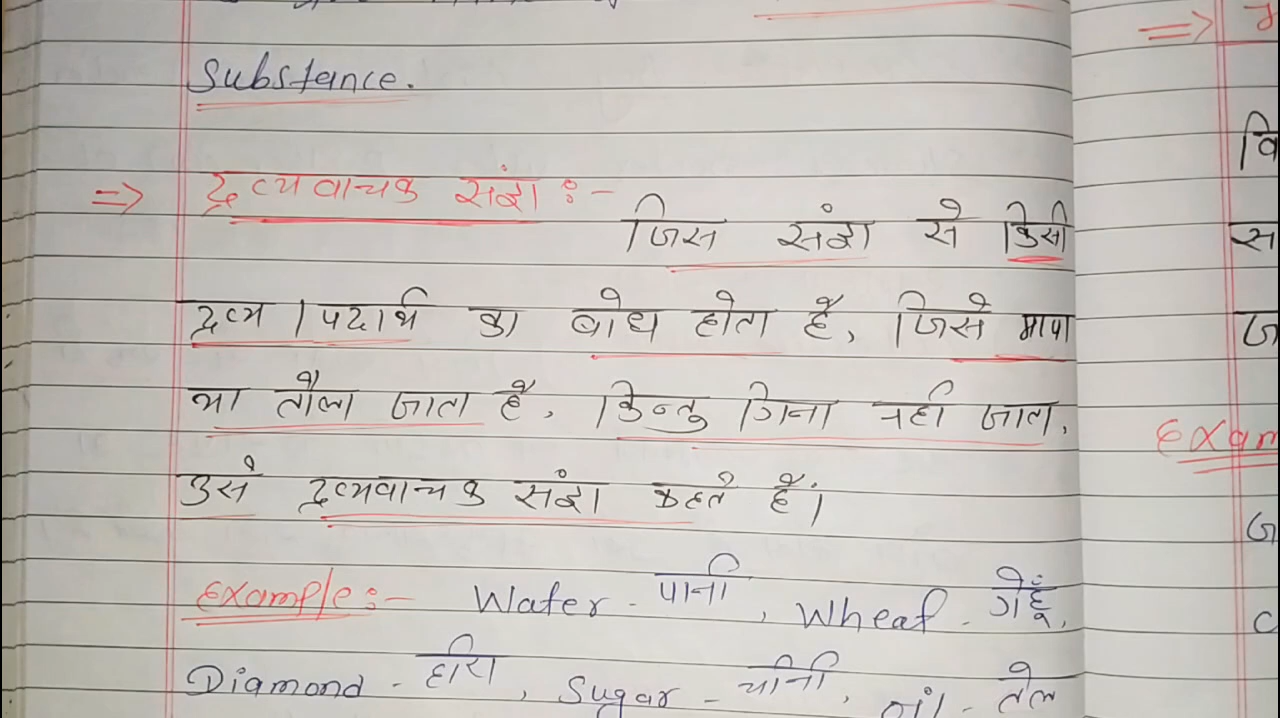 Substance.
=> द्रव्यवाचक संज्ञा :-
जिस संज्ञा से किसी
द्रव्य / पदार्थ का बोध होता है, जिसे मापा
या तौला जाता है, किन्तु गिना नही जाता,
उसे द्रव्यवाचक संज्ञा कहते हैं।
Example :- Water - पानी, Wheat - गेहूँ,
Diamond - हीरा, Sugar - चीनी, तेल